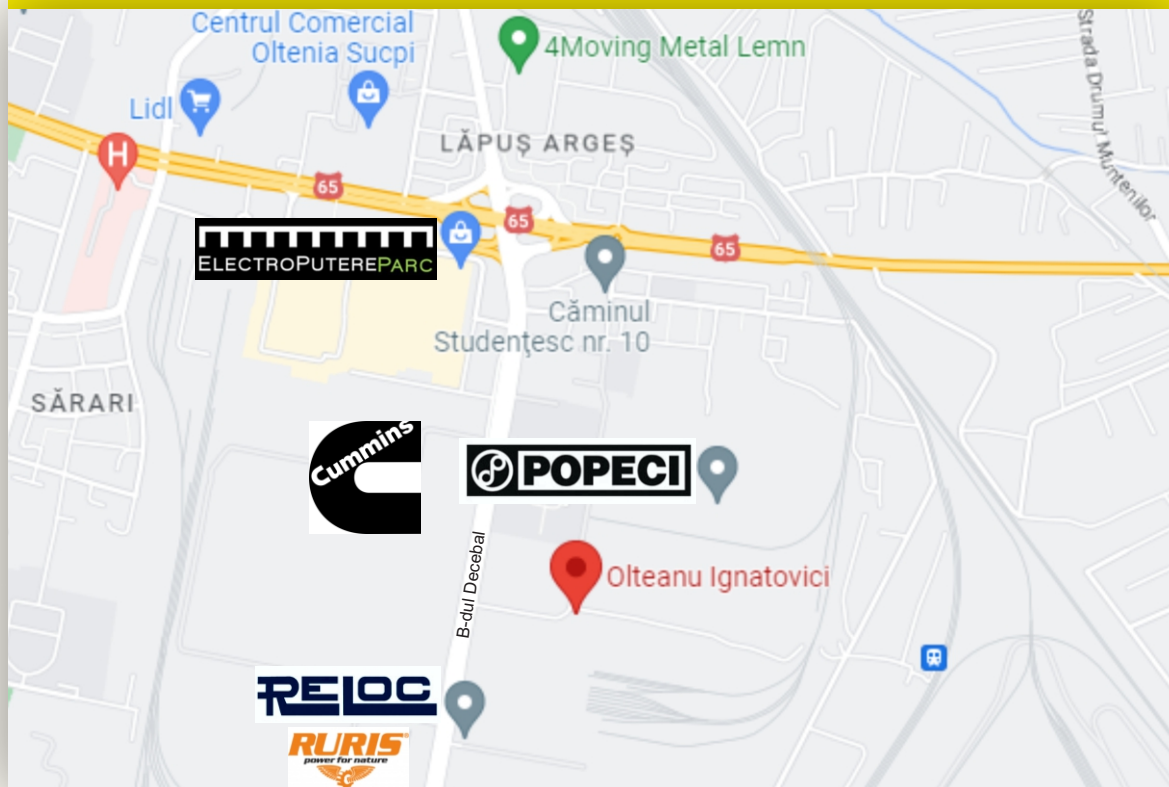 Centrul Comercial
Oltenia Sucpi
4Moving Metal Lemn
Strada Drumul Muntenilor
Lidl
LĂPUȘ ARGEȘ
H
65
65
65
ELECTROPUTEREPARC
Căminul
Studențesc nr. 10
SĂRARI
Cummins
POPECI
B-dul Decebal
Olteanu Ignatovici
RELOC
RURIS
power for nature